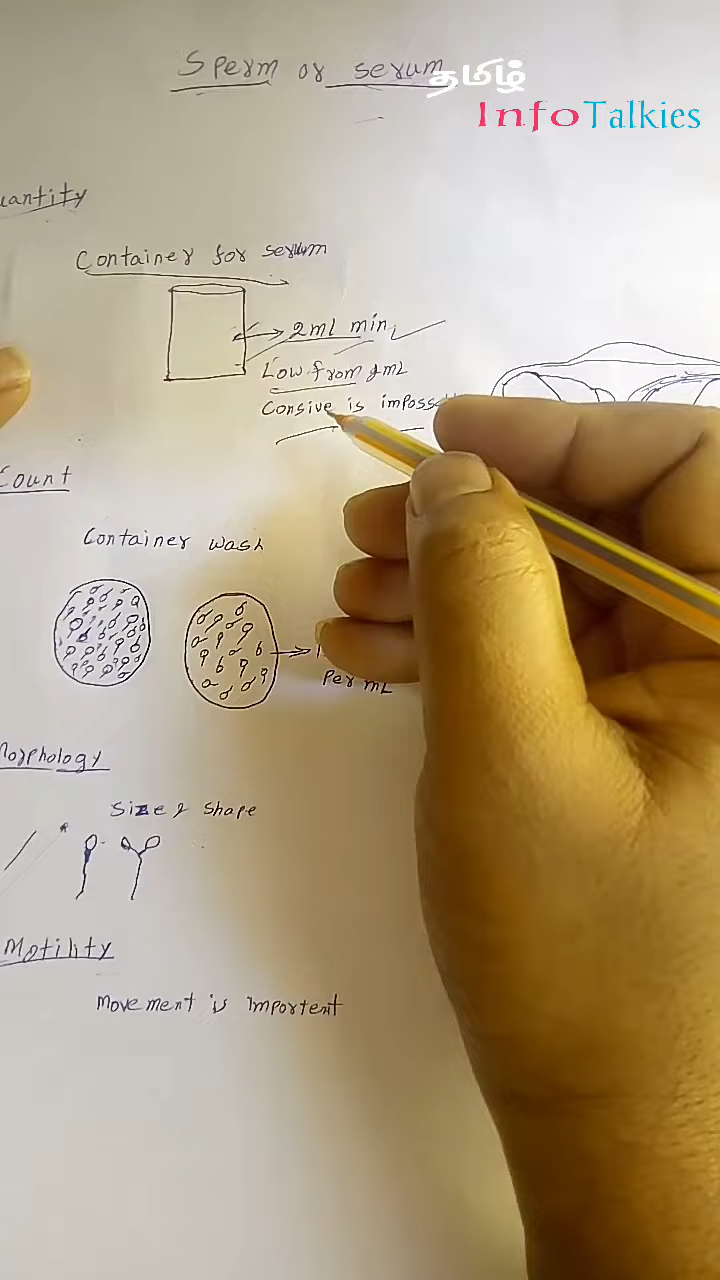 Sperm or serum
தமிழ்
InfoTalkies
uantity
Container for serum
2ml min,
Low from 2mL
Consive is imposs
Count
Container wash
Per mL
Morphology
Size & Shape
Motility
Movement is Importent